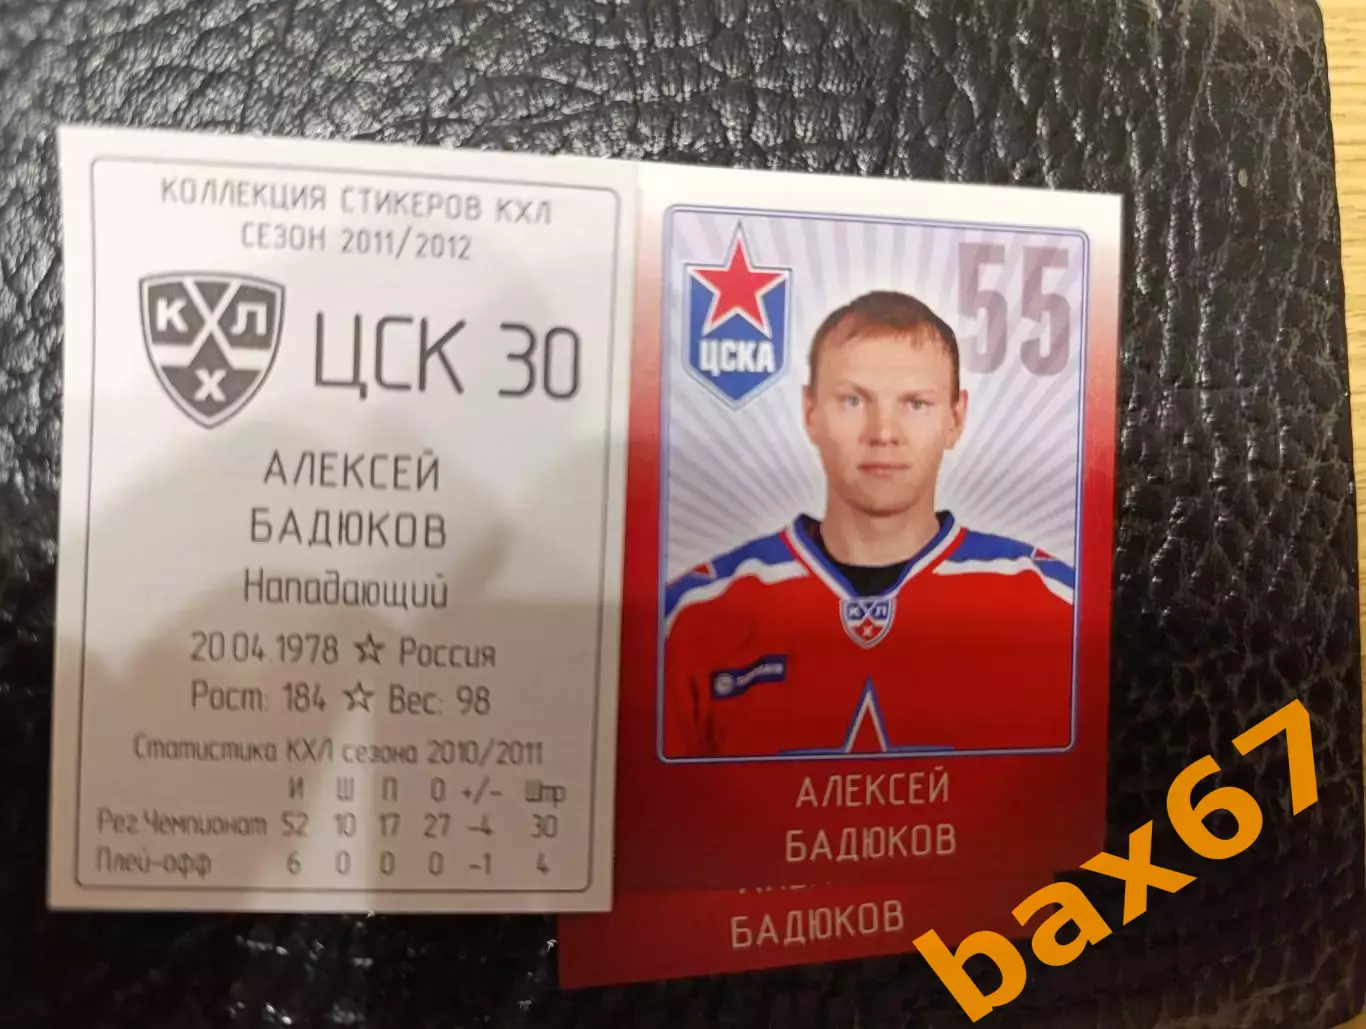 КОЛЛЕКЦИЯ СТИКЕРОВ КХЛ
СЕЗОН 2011/2012
КХЛ
ЦСК 30
АЛЕКСЕЙ
БАДЮКОВ
Нападающий
20.04.1978 ☆ Россия
Рост: 184 ☆ Вес: 98
Статистика КХЛ сезона 2010/2011
И Ш П О +/- Штр
Рег.Чемпионат 52 10 17 27 -4 30
Плей-офф 6 0 0 0 -1 4
55
ЦСКА
КХЛ
АЛЕКСЕЙ
БАДЮКОВ
БАДЮКОВ
bax67